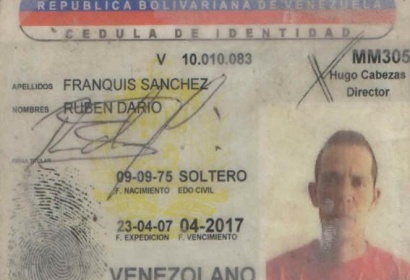 REPUBLICA BOLIVARIANA DE VENEZUELA
CEDULA DE IDENTIDAD
V 10.010.083 MM305
Hugo Cabezas
Director
APELLIDOS FRANQUIS SANCHEZ
NOMBRES RUBEN DARIO
FIRMA TITULAR
09-09-75 SOLTERO
F. NACIMIENTO EDO CIVIL
23-04-07 04-2017
F. EXPEDICION F. VENCIMIENTO
VENEZOLANO